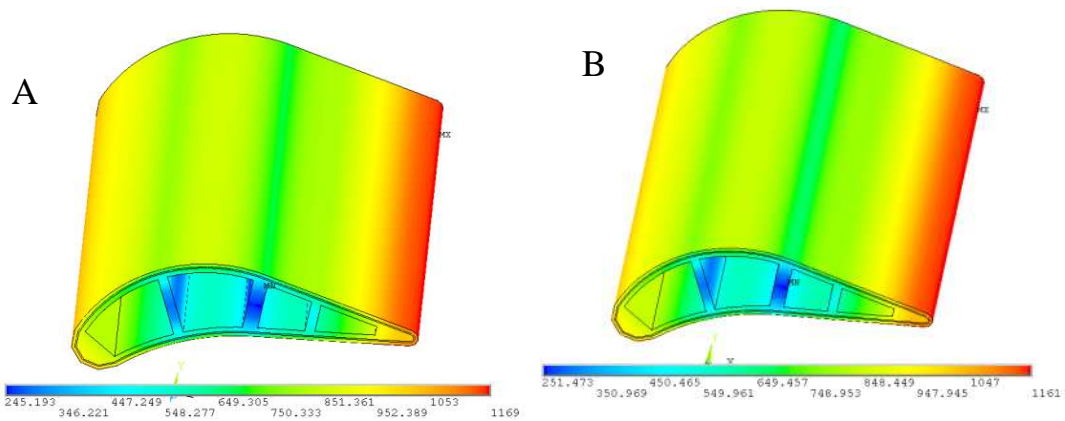 A
MX
MN
Y
245.193 447.249 649.305 851.361 1053
346.221 548.277 750.333 952.389 1169
B
MX
MN
Y
X
251.473 450.465 649.457 848.449 1047
350.969 549.961 748.953 947.945 1161